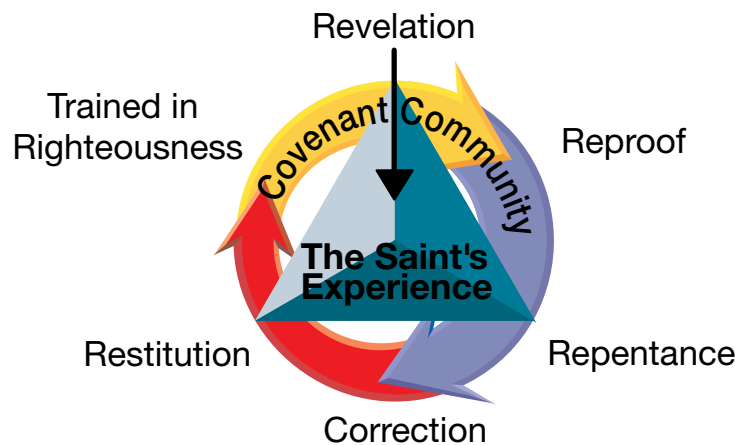 Revelation
Trained in
Righteousness
Covenant Community
Reproof
The Saint's
Experience
Restitution
Repentance
Correction